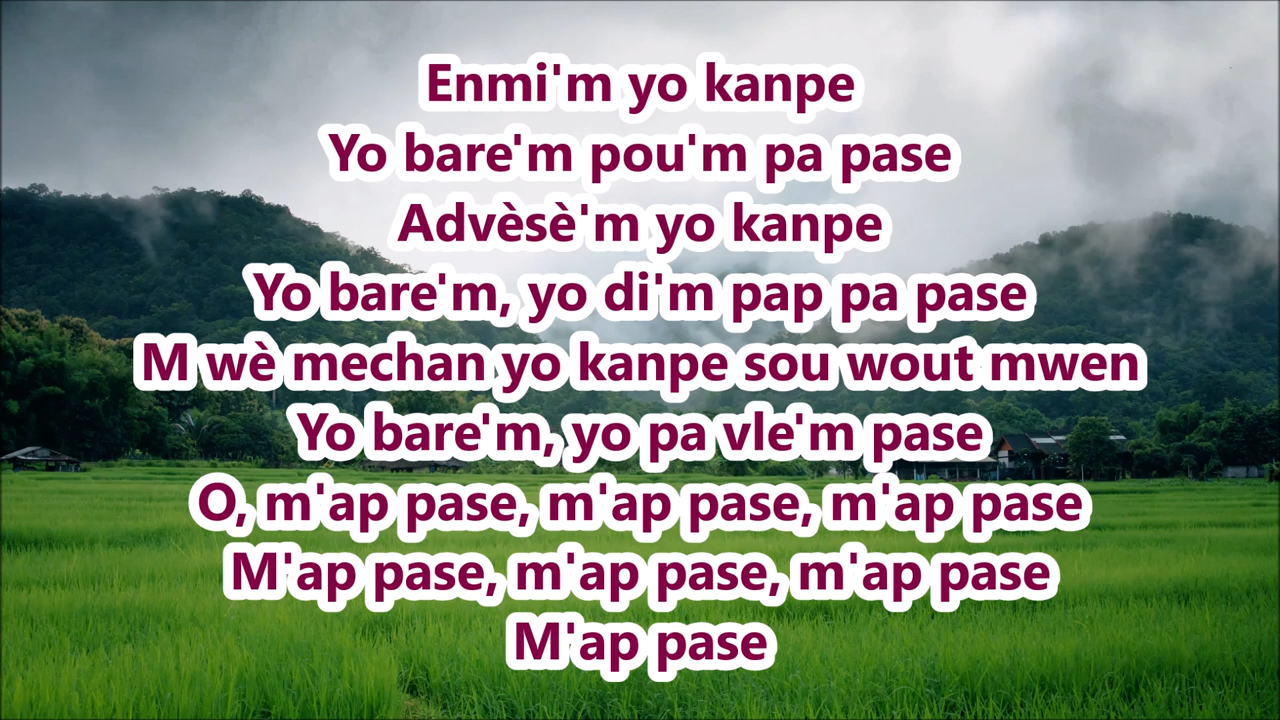 Enmi'm yo kanpe
Yo bare'm pou'm pa pase
Advèsè'm yo kanpe
Yo bare'm, yo di'm pap pa pase
M wè mechan yo kanpe sou wout mwen
Yo bare'm, yo pa vle'm pase
O, m'ap pase, m'ap pase, m'ap pase
M'ap pase, m'ap pase, m'ap pase
M'ap pase